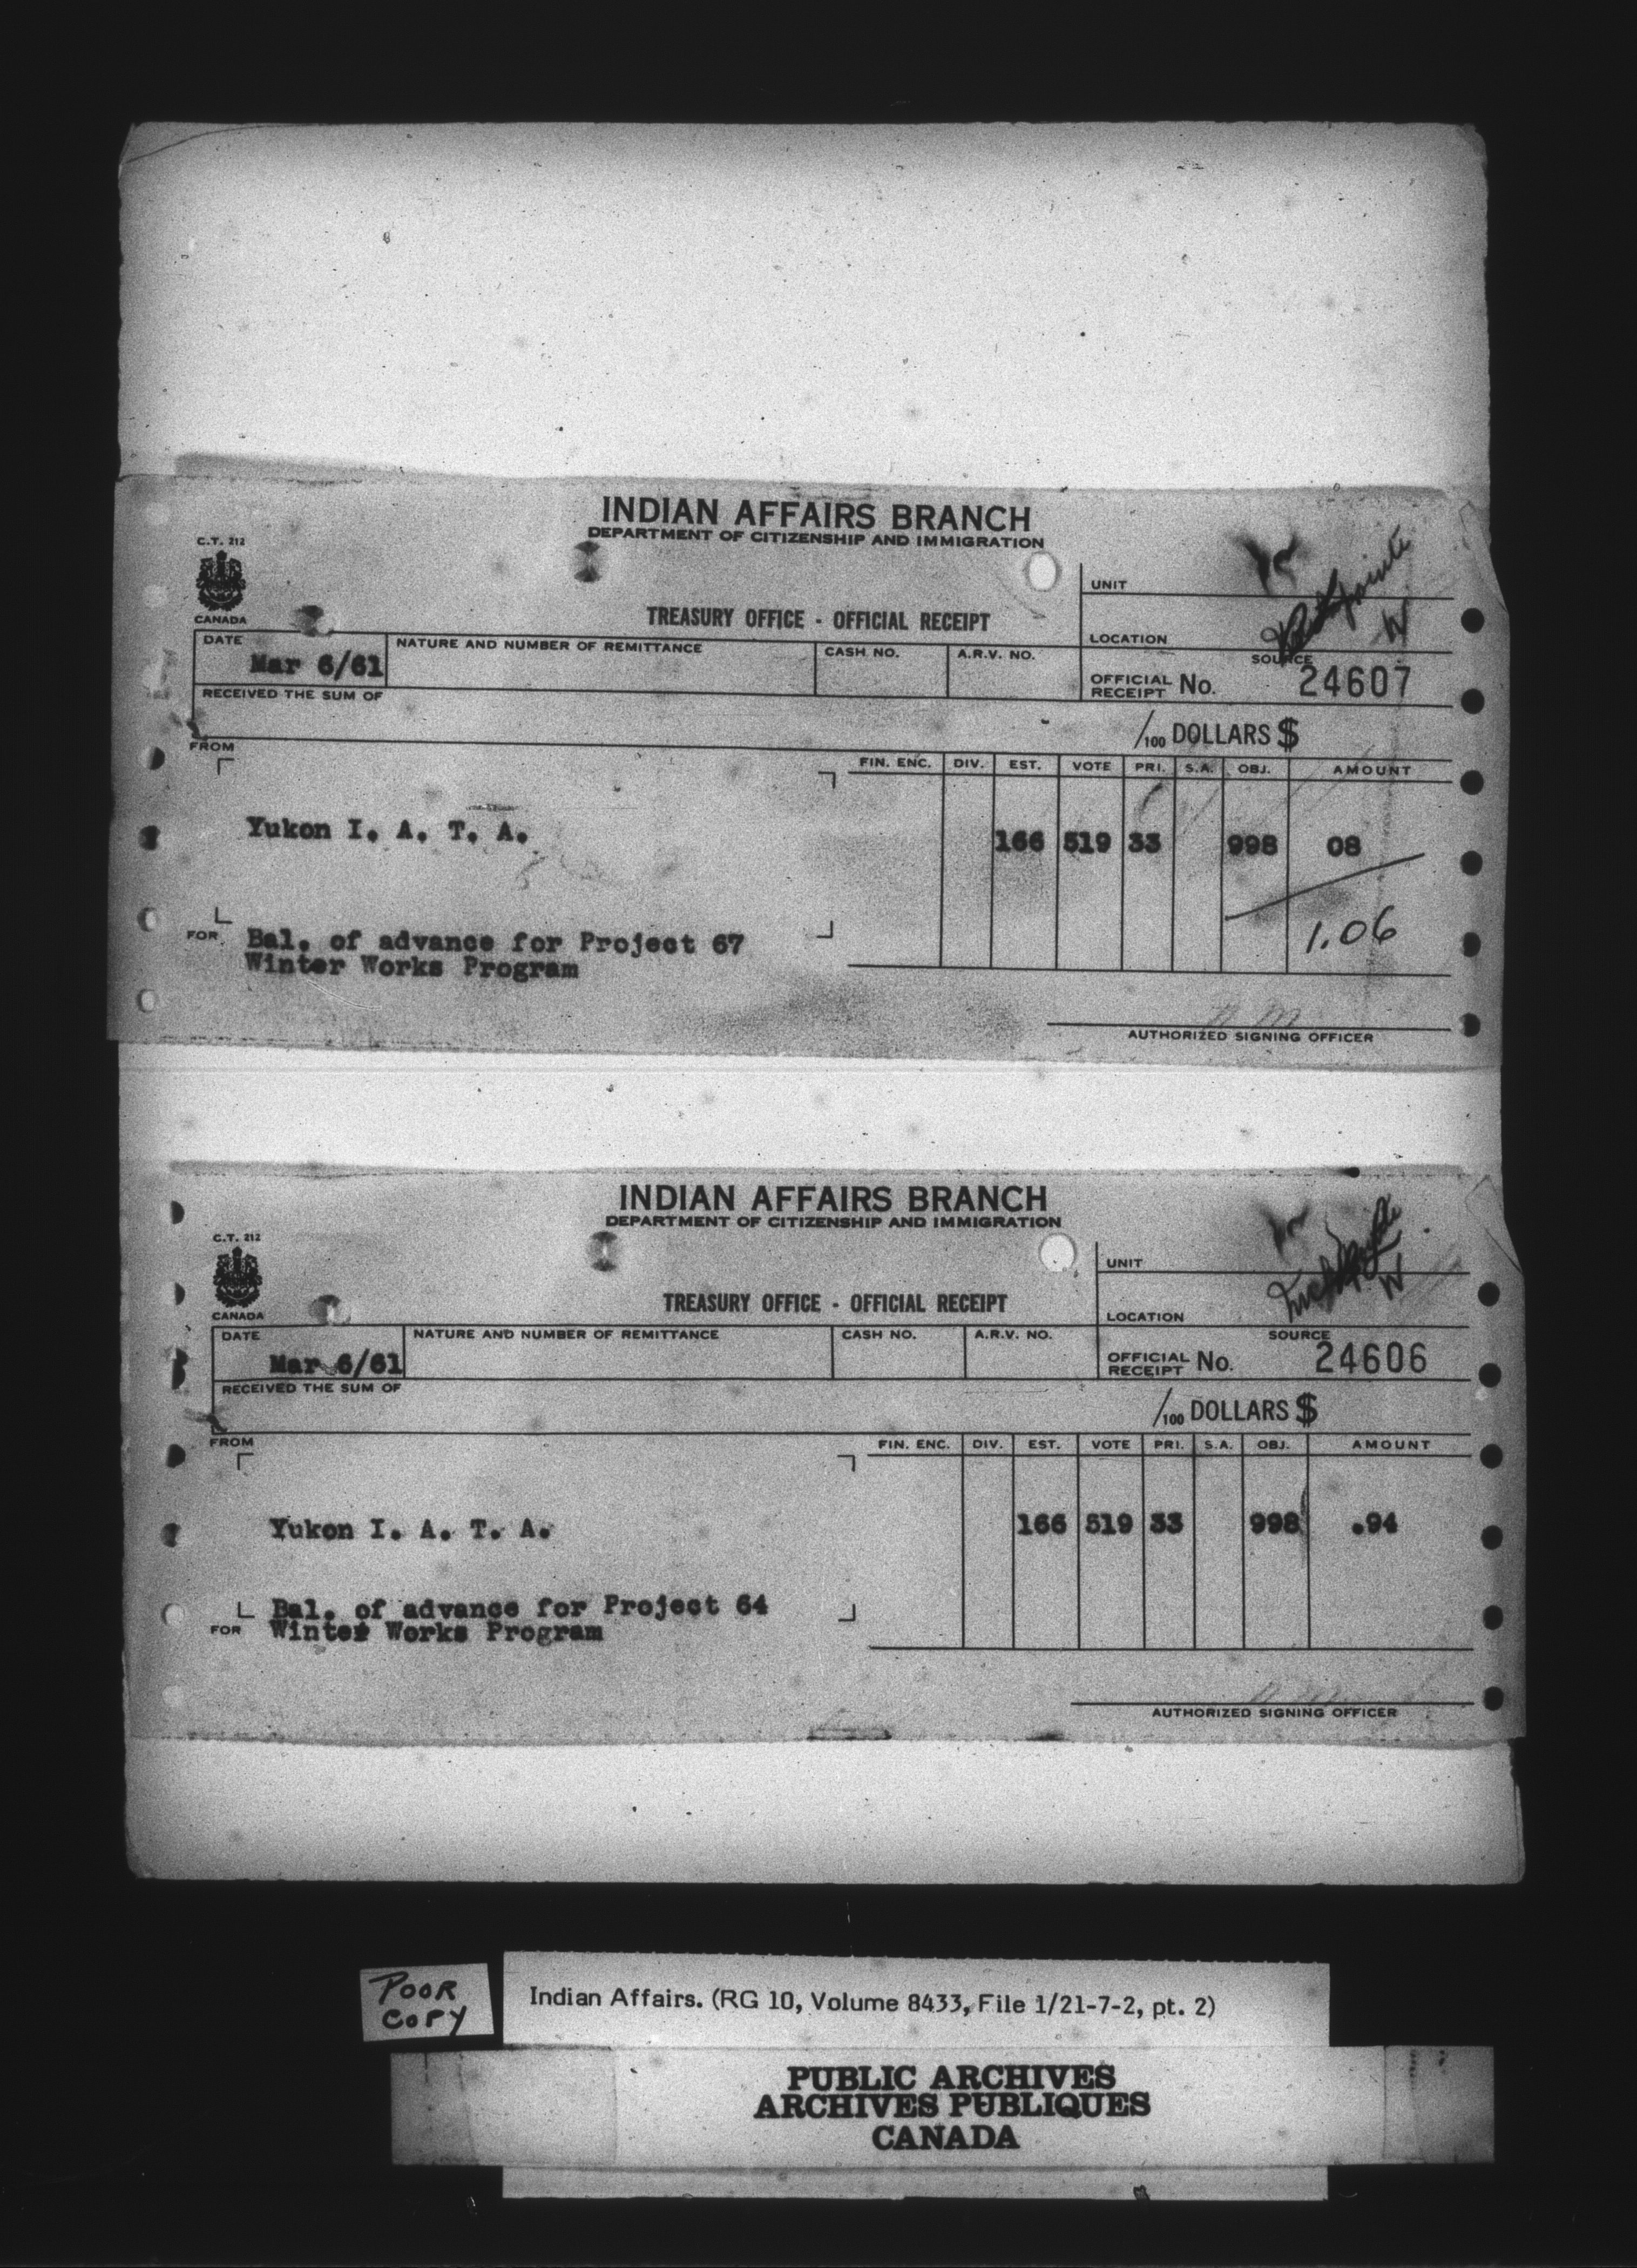 INDIAN AFFAIRS BRANCH
DEPARTMENT OF CITIZENSHIP AND IMMIGRATION
C.T. 212
CANADA
TREASURY OFFICE - OFFICIAL RECEIPT
UNIT
LOCATION
W
SOURCE
DATE
Mar 6/61
NATURE AND NUMBER OF REMITTANCE
CASH NO.
A.R.V. NO.
OFFICIAL RECEIPT No. 24607
RECEIVED THE SUM OF
/100 DOLLARS $
FROM
FIN. ENC. DIV. EST. VOTE PRI. S.A. OBJ. AMOUNT
Yukon I. A. T. A.
166 519 33 998 08
1.06
FOR Bal. of advance for Project 67
Winter Works Program
AUTHORIZED SIGNING OFFICER
INDIAN AFFAIRS BRANCH
DEPARTMENT OF CITIZENSHIP AND IMMIGRATION
C.T. 212
CANADA
TREASURY OFFICE - OFFICIAL RECEIPT
UNIT
LOCATION
W
SOURCE
DATE
Mar 6/61
NATURE AND NUMBER OF REMITTANCE
CASH NO.
A.R.V. NO.
OFFICIAL RECEIPT No. 24606
RECEIVED THE SUM OF
/100 DOLLARS $
FROM
FIN. ENC. DIV. EST. VOTE PRI. S.A. OBJ. AMOUNT
Yukon I. A. T. A.
166 519 33 998 .94
FOR Bal. of advance for Project 64
Winter Works Program
AUTHORIZED SIGNING OFFICER
POOR
COPY
Indian Affairs. (RG 10, Volume 8433, File 1/21-7-2, pt. 2)
PUBLIC ARCHIVES
ARCHIVES PUBLIQUES
CANADA